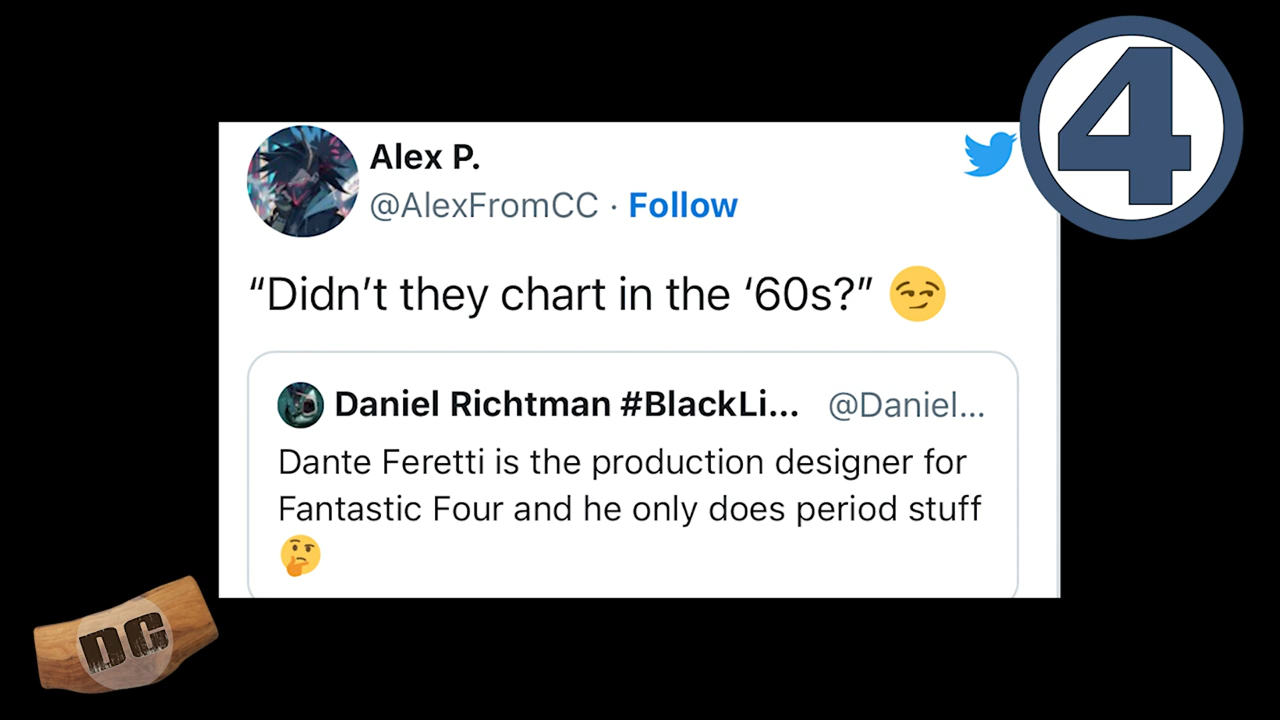 4
Alex P.
@AlexFromCC · Follow
“Didn’t they chart in the ‘60s?” 😏
Daniel Richtman #BlackLi... @Daniel...
Dante Feretti is the production designer for
Fantastic Four and he only does period stuff
🤔
DC